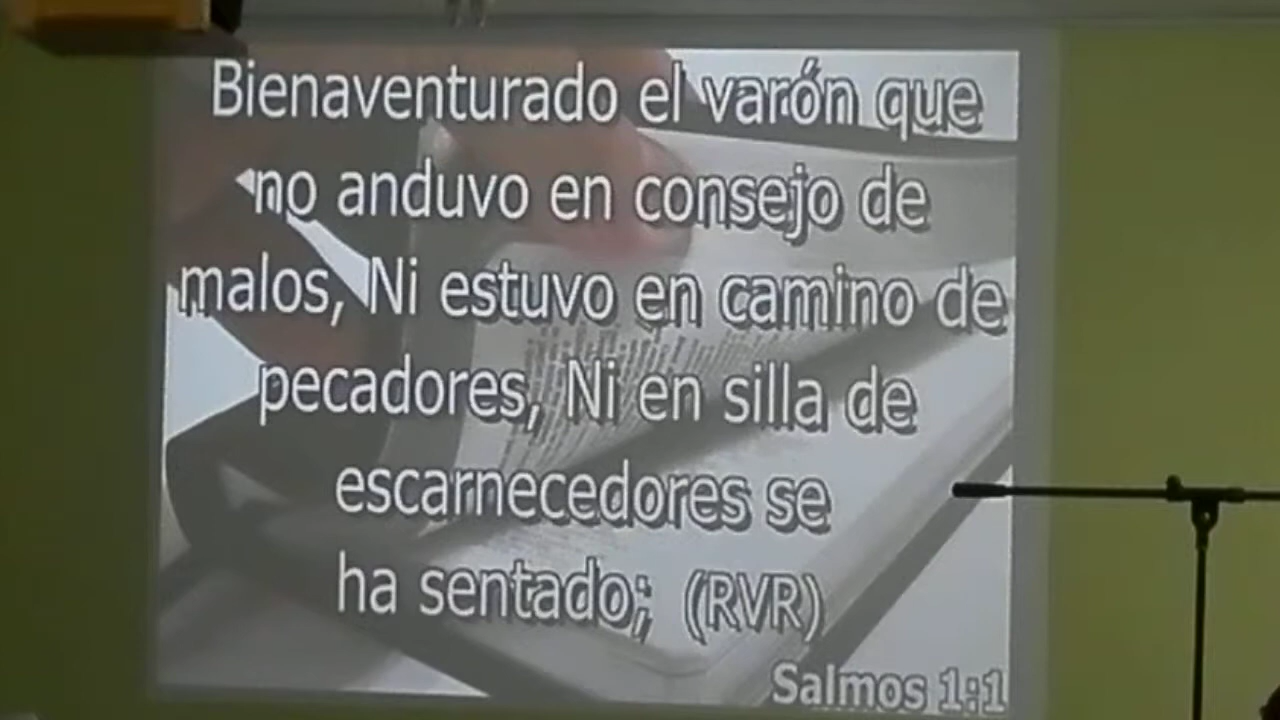 Bienaventurado el varón que
no anduvo en consejo de
malos, Ni estuvo en camino de
pecadores, Ni en silla de
escarnecedores se
ha sentado; (RVR)
Salmos 1:1